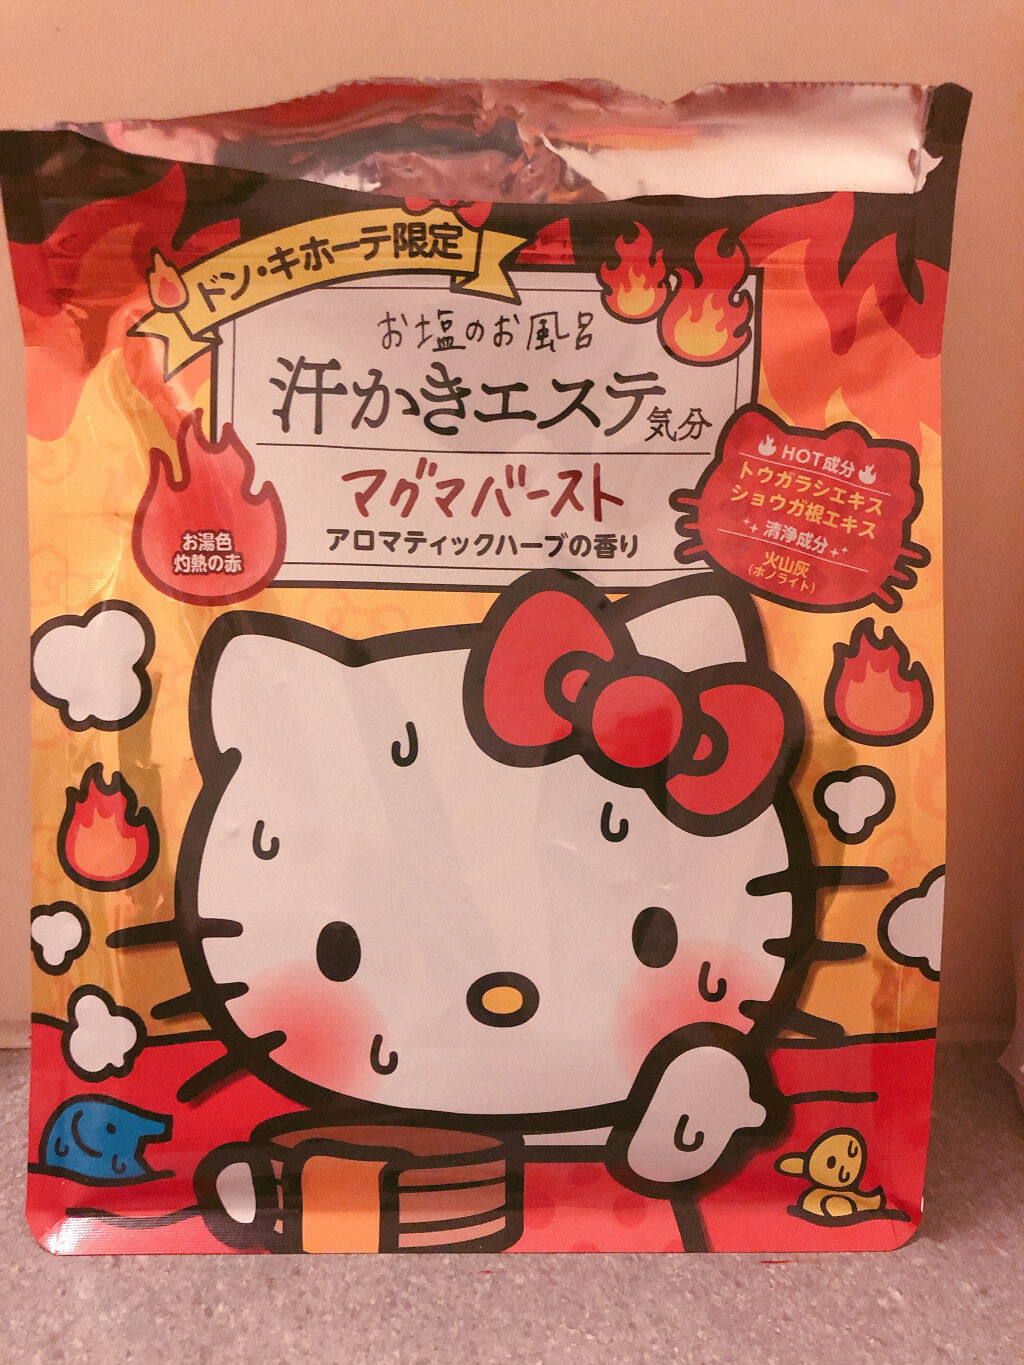 ドン・キホーテ限定
お塩のお風呂
汗かきエステ気分
マグマバースト
アロマティックハーブの香り
お湯色
灼熱の赤
HOT成分
トウガラシエキス
ショウガ根エキス
清浄成分
火山灰
(ホノライト)